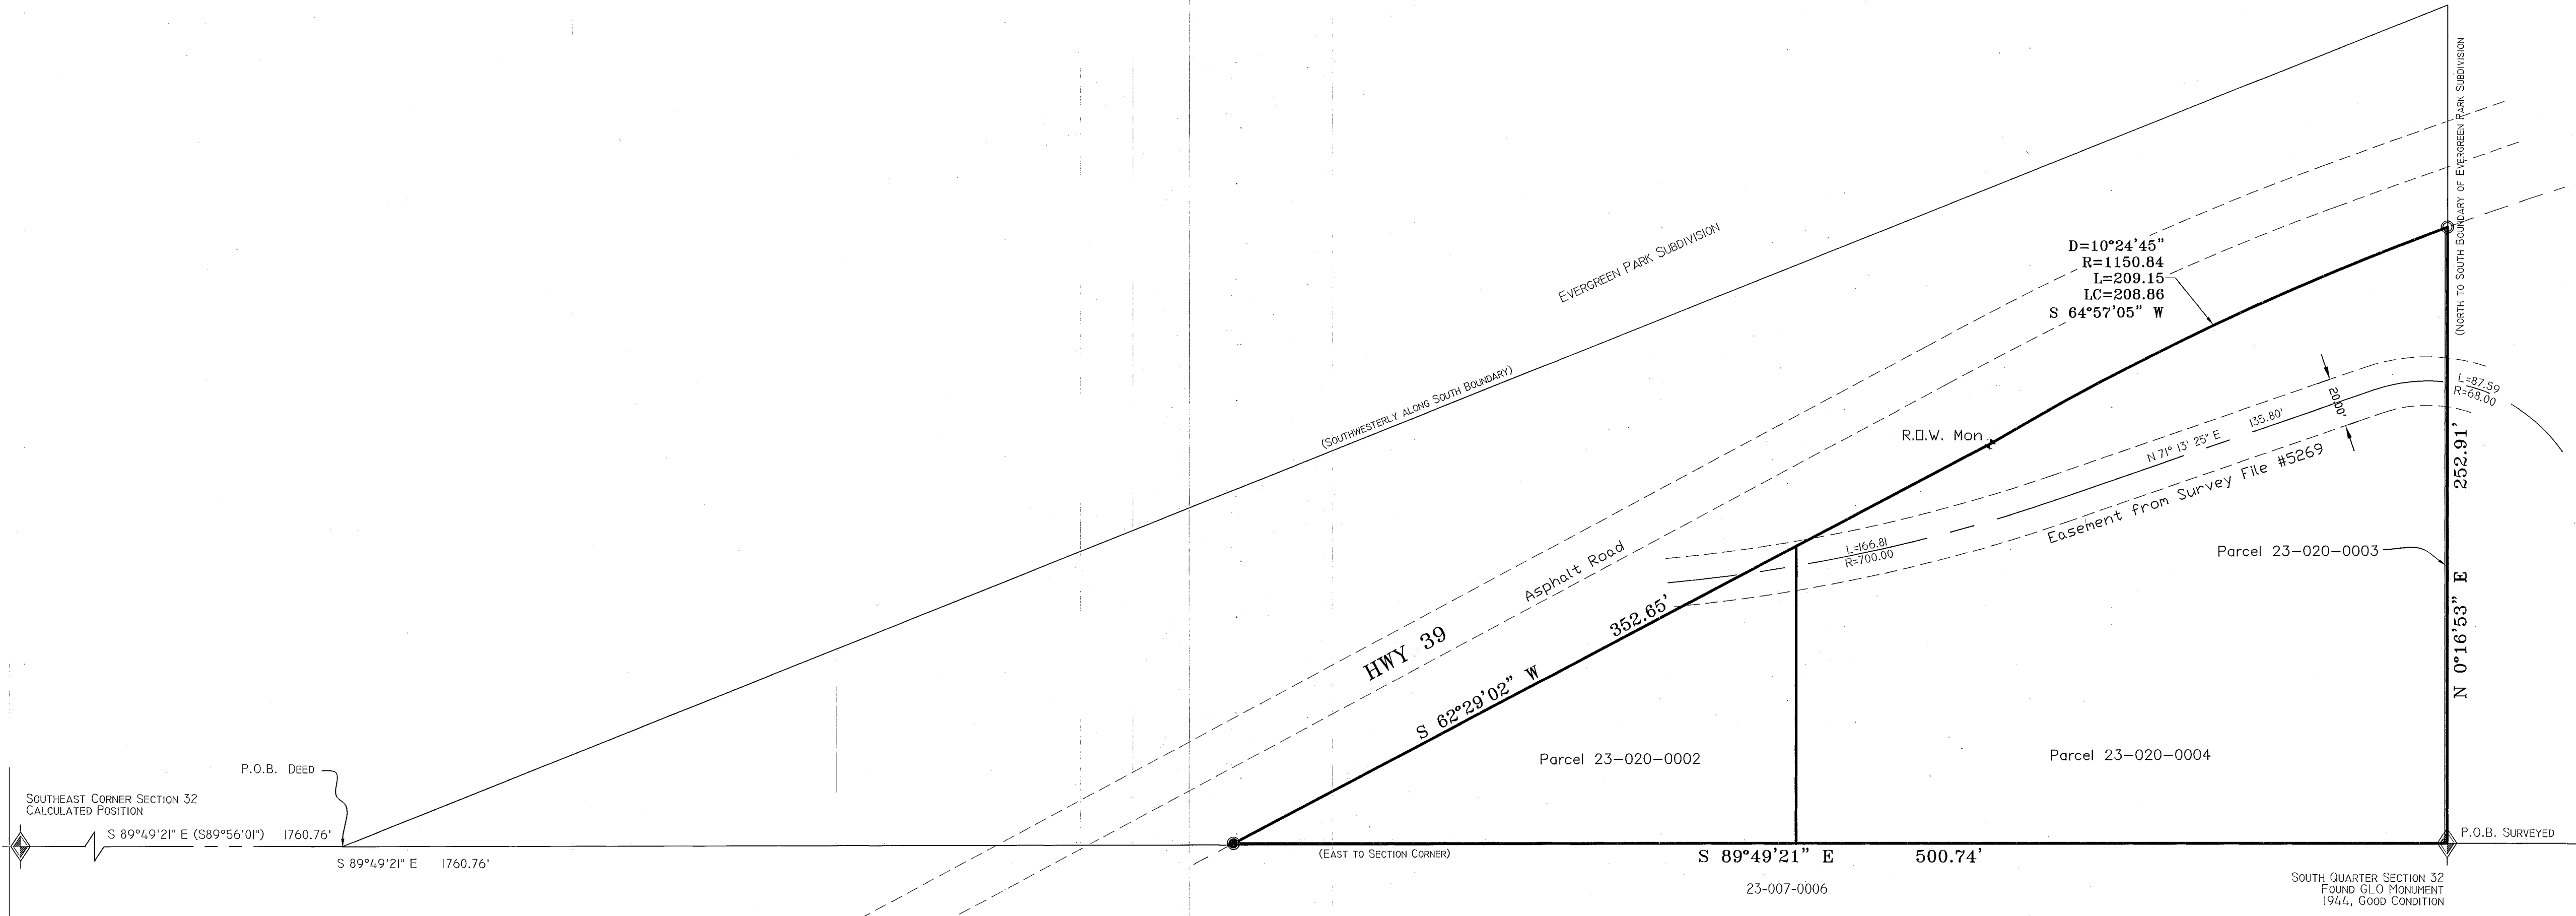 (NORTH TO SOUTH BOUNDARY OF EVERGREEN PARK SUBDIVISION
EVERGREEN PARK SUBDIVISION
D=10°24'45"
R=1150.84
L=209.15
LC=208.86
S 64°57'05" W
(SOUTHWESTERLY ALONG SOUTH BOUNDARY)
L=87.59
R=68.00
20.00'
R.O.W. Mon
N 71° 13' 25" E 135.80'
Easement from Survey File #5269
252.91'
N 0°16'53" E
L=166.81
R=700.00
Parcel 23-020-0003
Asphalt Road
HWY 39
352.65'
S 62°29'02" W
Parcel 23-020-0002
Parcel 23-020-0004
P.O.B. DEED
SOUTHEAST CORNER SECTION 32
CALCULATED POSITION
S 89°49'21" E (S89°56'01") 1760.76'
S 89°49'21" E 1760.76'
(EAST TO SECTION CORNER)
S 89°49'21" E 500.74'
P.O.B. SURVEYED
23-007-0006
SOUTH QUARTER SECTION 32
FOUND GLO MONUMENT
1944, GOOD CONDITION